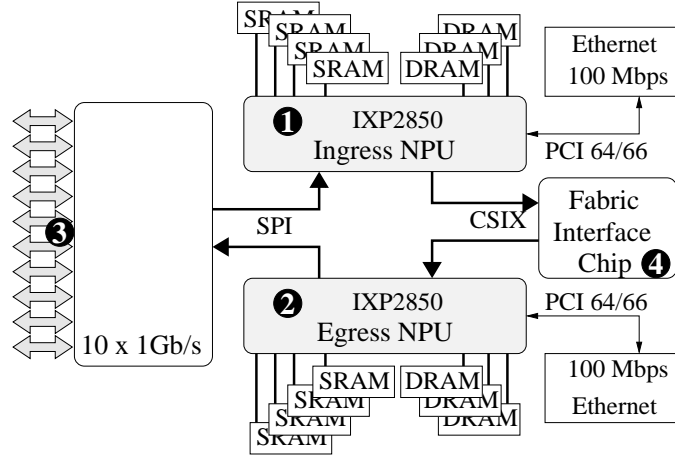 SRAM
SRAM
SRAM
SRAM
DRAM
DRAM
DRAM
Ethernet
100 Mbps
1
IXP2850
Ingress NPU
PCI 64/66
SPI
CSIX
Fabric
Interface
Chip 4
3
10 x 1Gb/s
2
IXP2850
Egress NPU
PCI 64/66
SRAM
SRAM
SRAM
SRAM
DRAM
DRAM
DRAM
100 Mbps
Ethernet